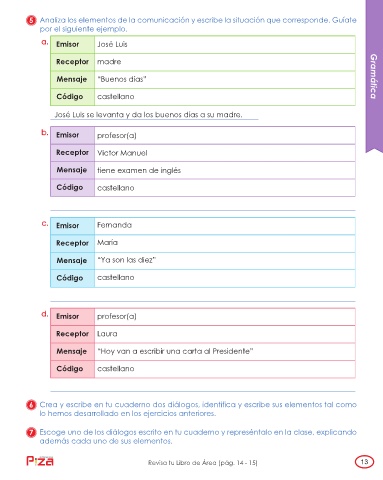 5 Analiza los elementos de la comunicación y escribe la situación que corresponde. Guíate
por el siguiente ejemplo.
a. Emisor José Luis
Receptor madre
Mensaje "Buenos días"
Código castellano
José Luis se levanta y da los buenos días a su madre.
Gramática
b. Emisor profesor(a)
Receptor Victor Manuel
Mensaje tiene examen de inglés
Código castellano
c. Emisor Fernanda
Receptor María
Mensaje "Ya son las diez"
Código castellano
d. Emisor profesor(a)
Receptor Laura
Mensaje "Hoy van a escribir una carta al Presidente"
Código castellano
6 Crea y escribe en tu cuaderno dos diálogos, identifica y escribe sus elementos tal como
lo hemos desarrollado en los ejercicios anteriores.
7 Escoge uno de los diálogos escrito en tu cuaderno y represéntalo en la clase, explicando
además cada uno de sus elementos.
Revisa tu Libro de Área (pág. 14 - 15)
13